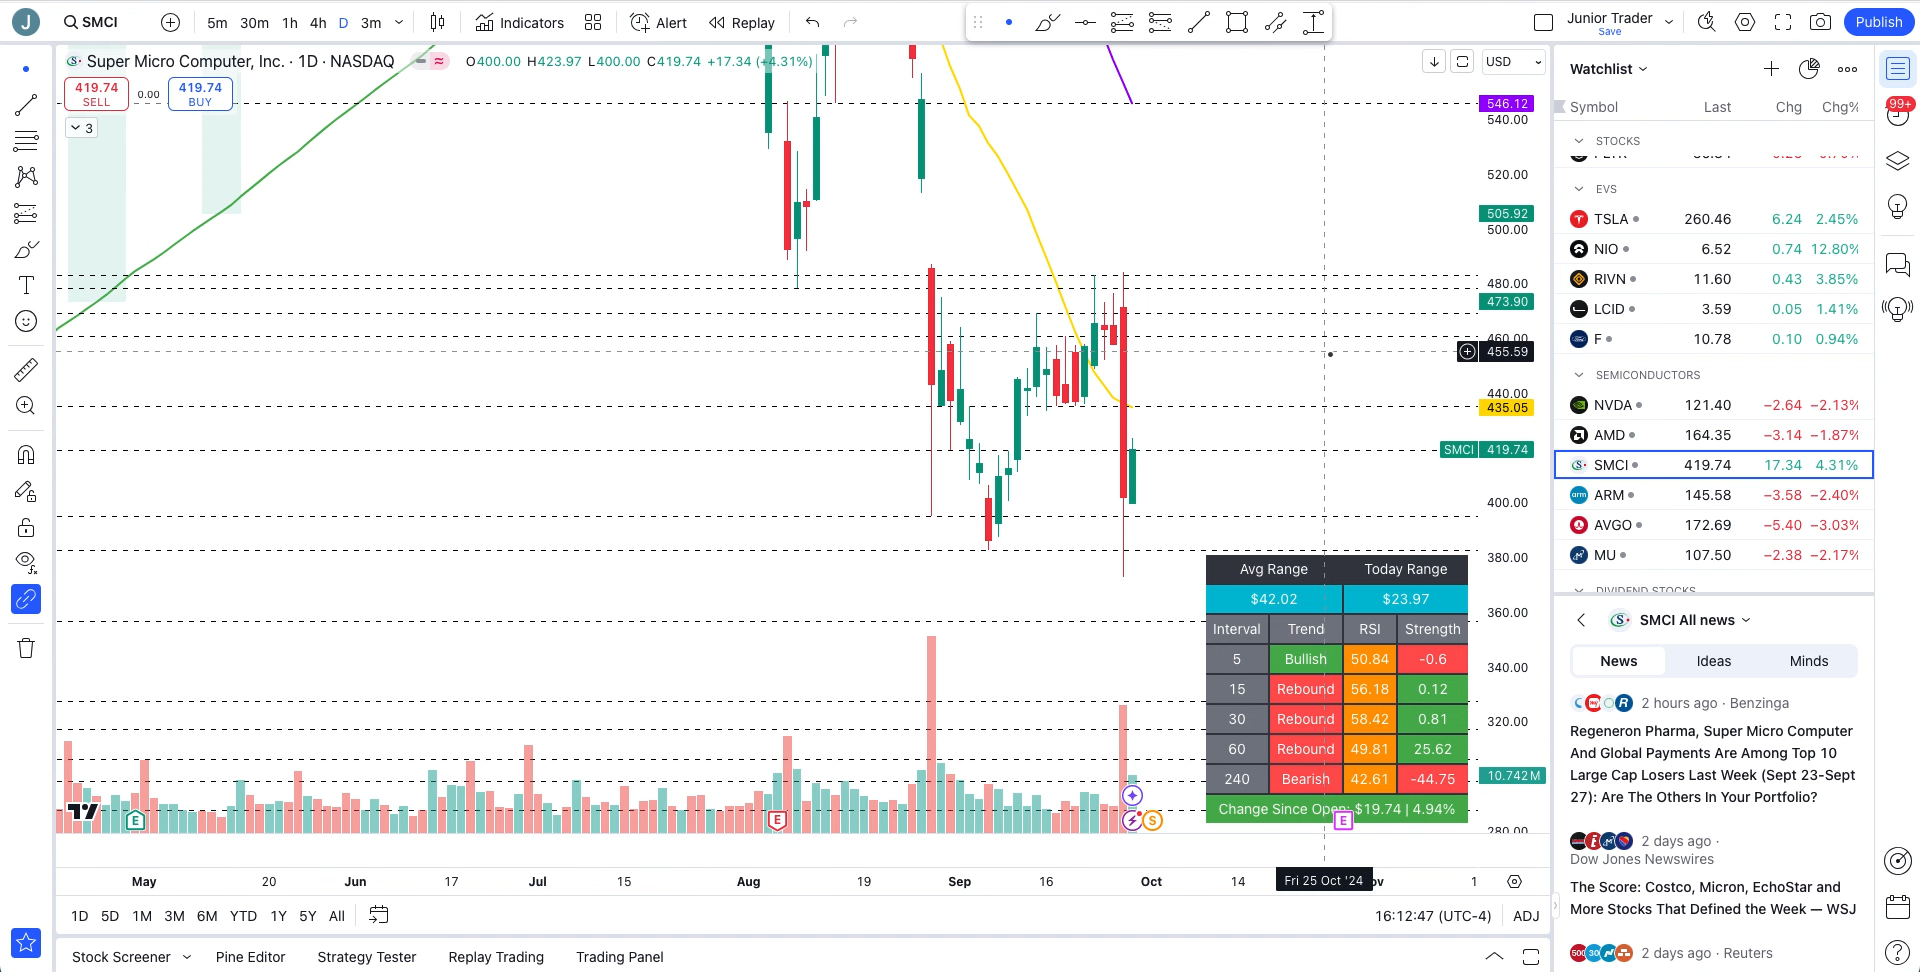 J
SMCI
5m 30m 1h 4h D 3m
Indicators
Alert
Replay
Junior Trader
Save
Publish
Super Micro Computer, Inc. · 1D · NASDAQ
O400.00 H423.97 L400.00 C419.74 +17.34 (+4.31%)
419.74
SELL
0.00
419.74
BUY
3
USD
546.12
540.00
520.00
505.92
500.00
480.00
473.90
460.00
455.59
440.00
435.05
SMCI 419.74
400.00
380.00
360.00
340.00
320.00
10.742M
280.00
Avg Range Today Range
$42.02 $23.97
Interval Trend RSI Strength
5 Bullish 50.84 -0.6
15 Rebound 56.18 0.12
30 Rebound 58.42 0.81
60 Rebound 49.81 25.62
240 Bearish 42.61 -44.75
Change Since Open: $19.74 | 4.94%
E
E
S
E
May 20 Jun 17 Jul 15 Aug 19 Sep 16 Oct 14 Fri 25 Oct '24 1
1D 5D 1M 3M 6M YTD 1Y 5Y All
16:12:47 (UTC-4) ADJ
Stock Screener Pine Editor Strategy Tester Replay Trading Trading Panel
Watchlist
Symbol Last Chg Chg%
STOCKS
EVS
TSLA 260.46 6.24 2.45%
NIO 6.52 0.74 12.80%
RIVN 11.60 0.43 3.85%
LCID 3.59 0.05 1.41%
F 10.78 0.10 0.94%
SEMICONDUCTORS
NVDA 121.40 −2.64 −2.13%
AMD 164.35 −3.14 −1.87%
SMCI 419.74 17.34 4.31%
ARM 145.58 −3.58 −2.40%
AVGO 172.69 −5.40 −3.03%
MU 107.50 −2.38 −2.17%
DIVIDEND STOCKS
SMCI All news
News Ideas Minds
2 hours ago · Benzinga
Regeneron Pharma, Super Micro Computer
And Global Payments Are Among Top 10
Large Cap Losers Last Week (Sept 23-Sept
27): Are The Others In Your Portfolio?
2 days ago ·
Dow Jones Newswires
The Score: Costco, Micron, EchoStar and
More Stocks That Defined the Week — WSJ
2 days ago · Reuters
99+